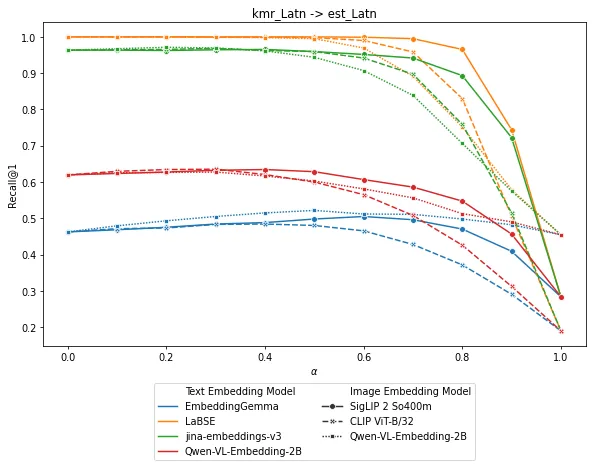 kmr_Latn -> est_Latn
1.0
0.9
0.8
0.7
0.6
0.5
0.4
0.3
0.2
Recall@1
0.0 0.2 0.4 0.6 0.8 1.0
α
Text Embedding Model Image Embedding Model
EmbeddingGemma SigLIP 2 So400m
LaBSE CLIP ViT-B/32
jina-embeddings-v3 Qwen-VL-Embedding-2B
Qwen-VL-Embedding-2B